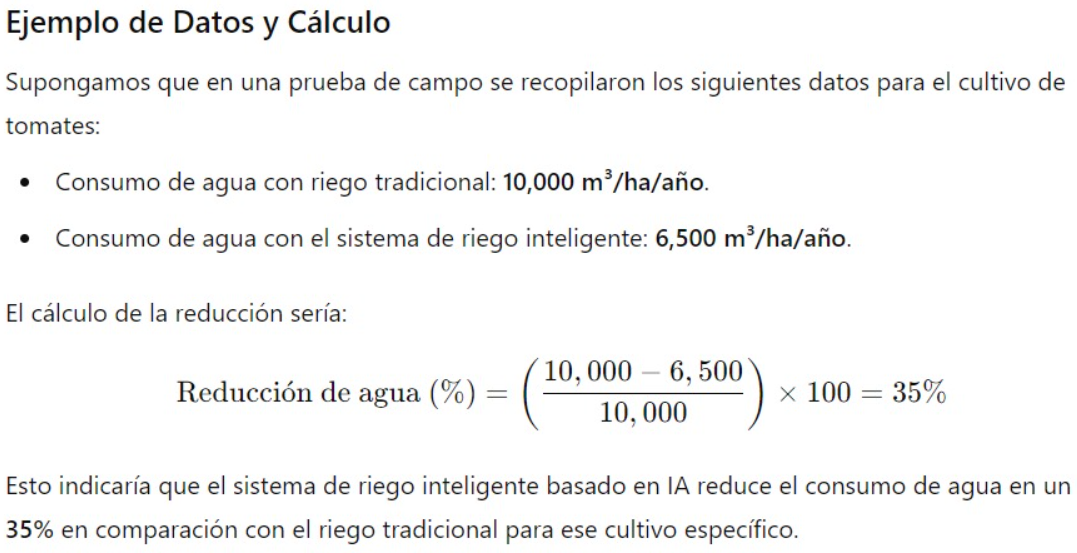 Ejemplo de Datos y Cálculo
Supongamos que en una prueba de campo se recopilaron los siguientes datos para el cultivo de
tomates:
• Consumo de agua con riego tradicional: 10,000 m³/ha/año.
• Consumo de agua con el sistema de riego inteligente: 6,500 m³/ha/año.
El cálculo de la reducción sería:
Reducción de agua (%) = (10, 000 − 6, 500 / 10, 000) × 100 = 35%
Esto indicaría que el sistema de riego inteligente basado en IA reduce el consumo de agua en un
35% en comparación con el riego tradicional para ese cultivo específico.